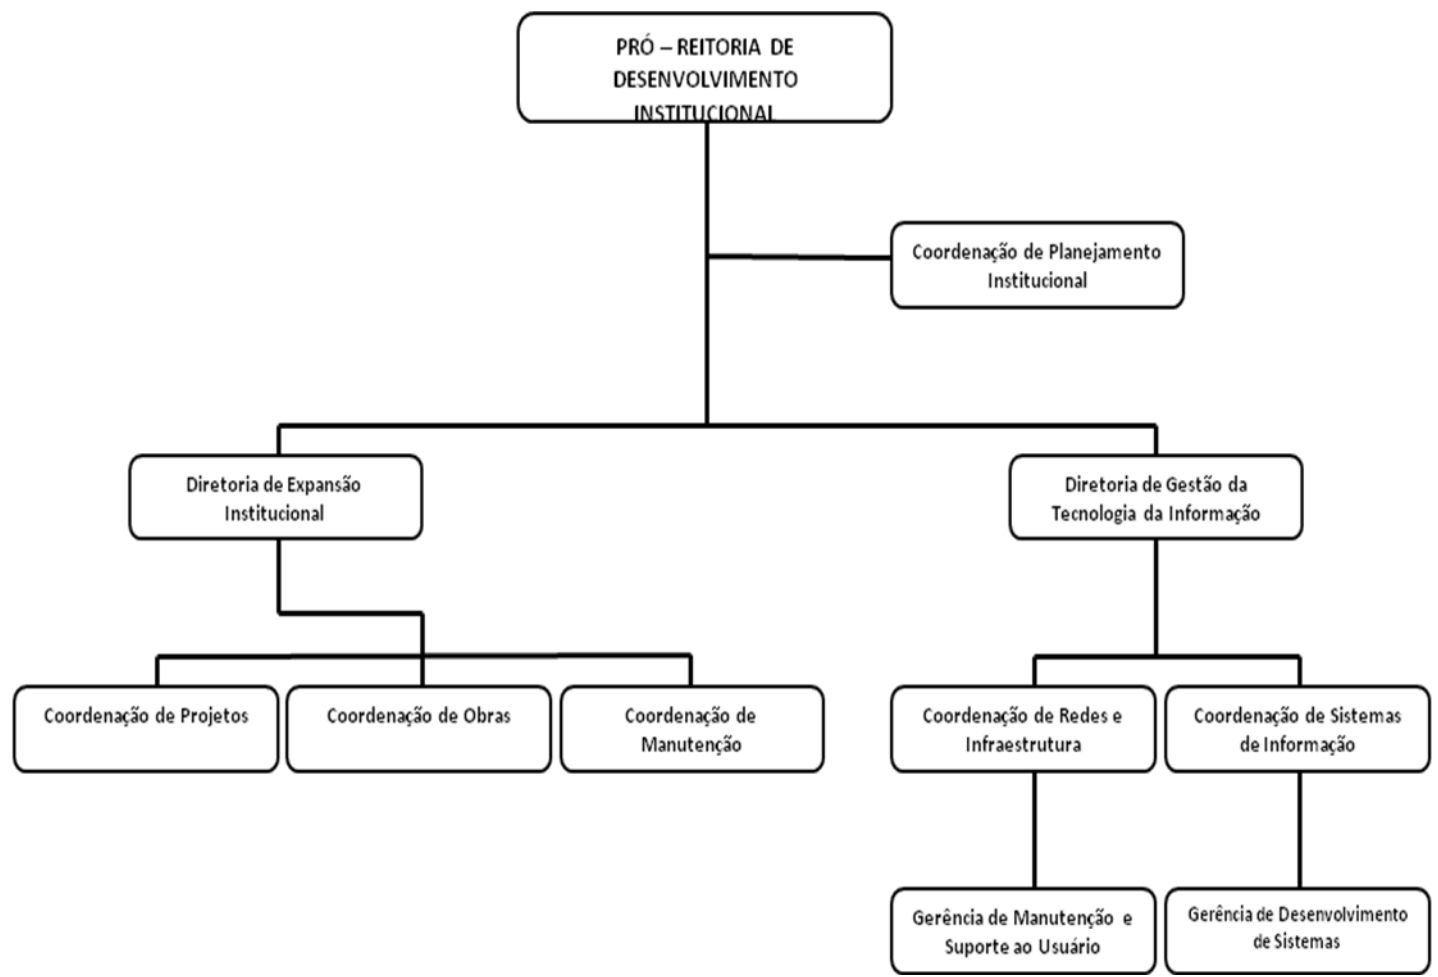 PRÓ – REITORIA DE
DESENVOLVIMENTO
INSTITUCIONAL
Coordenação de Planejamento
Institucional
Diretoria de Expansão
Institucional
Diretoria de Gestão da
Tecnologia da Informação
Coordenação de Projetos
Coordenação de Obras
Coordenação de
Manutenção
Coordenação de Redes e
Infraestrutura
Coordenação de Sistemas
de Informação
Gerência de Manutenção e
Suporte ao Usuário
Gerência de Desenvolvimento
de Sistemas